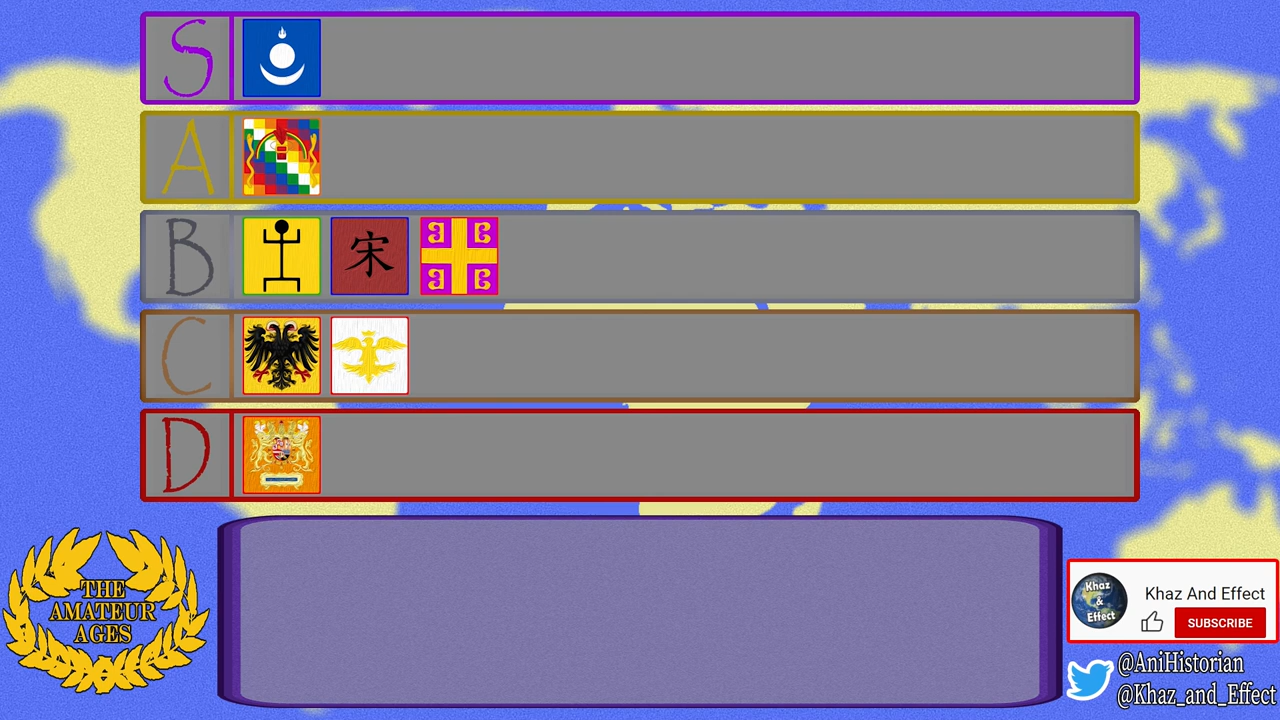 S
A
B
宋
C
D
THE
AMATEUR
AGES
Khaz
&
Effect
Khaz And Effect
SUBSCRIBE
@AniHistorian
@Khaz_and_Effect